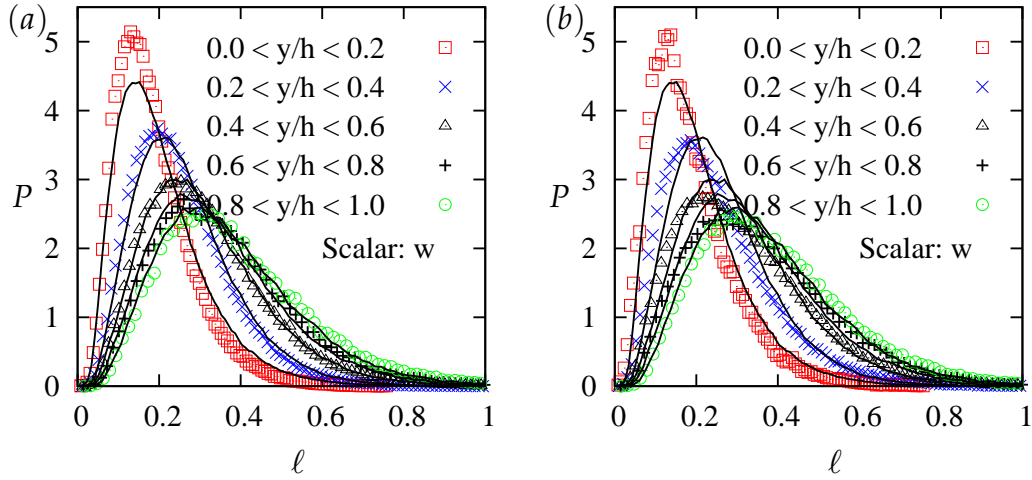 (a)
0.0 < y/h < 0.2
0.2 < y/h < 0.4
0.4 < y/h < 0.6
0.6 < y/h < 0.8
0.8 < y/h < 1.0
Scalar: w
P
5
4
3
2
1
0
0 0.2 0.4 0.6 0.8 1
ℓ
(b)
0.0 < y/h < 0.2
0.2 < y/h < 0.4
0.4 < y/h < 0.6
0.6 < y/h < 0.8
0.8 < y/h < 1.0
Scalar: w
P
5
4
3
2
1
0
0 0.2 0.4 0.6 0.8 1
ℓ